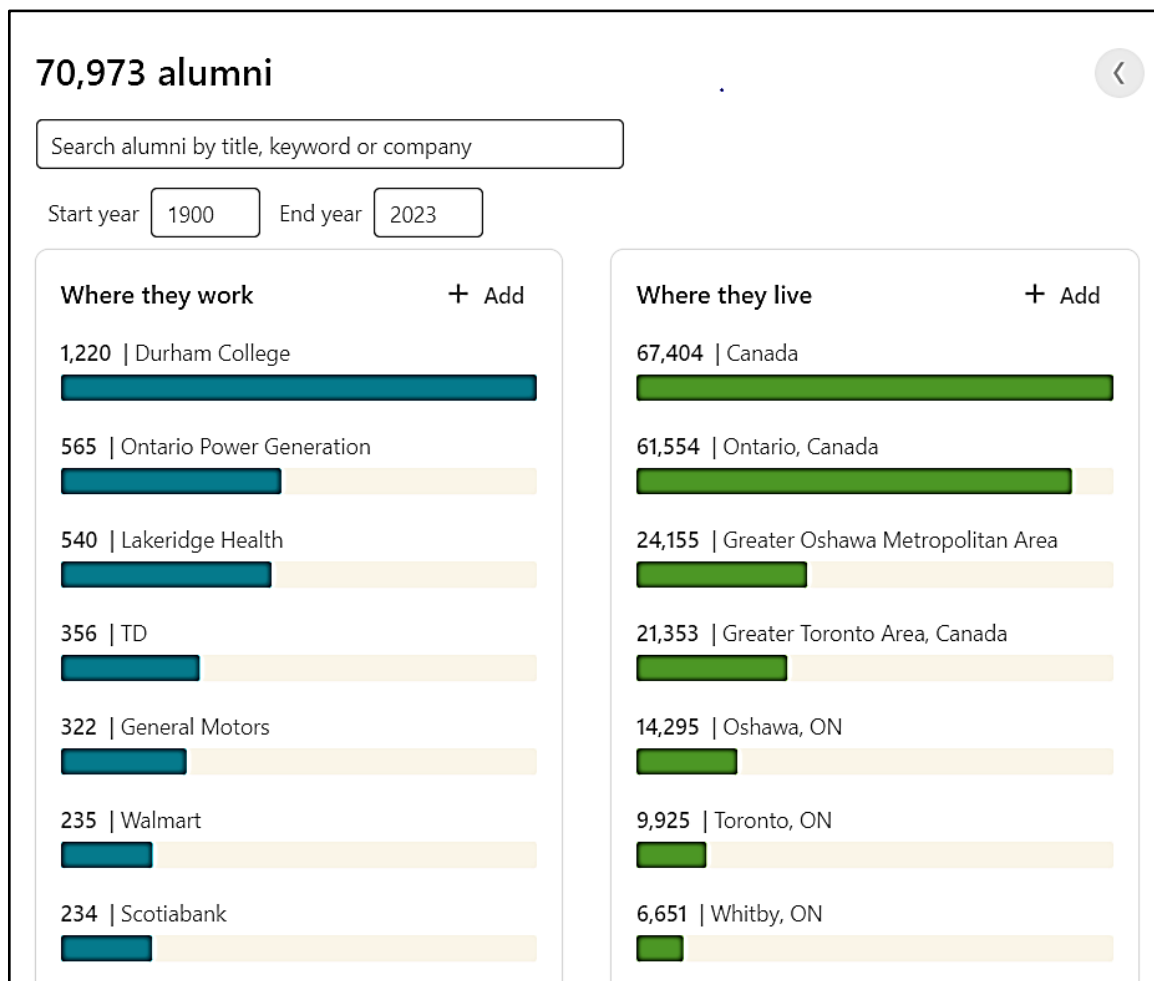 70,973 alumni
Search alumni by title, keyword or company
Start year 1900 End year 2023
Where they work + Add
1,220 | Durham College
565 | Ontario Power Generation
540 | Lakeridge Health
356 | TD
322 | General Motors
235 | Walmart
234 | Scotiabank
Where they live + Add
67,404 | Canada
61,554 | Ontario, Canada
24,155 | Greater Oshawa Metropolitan Area
21,353 | Greater Toronto Area, Canada
14,295 | Oshawa, ON
9,925 | Toronto, ON
6,651 | Whitby, ON